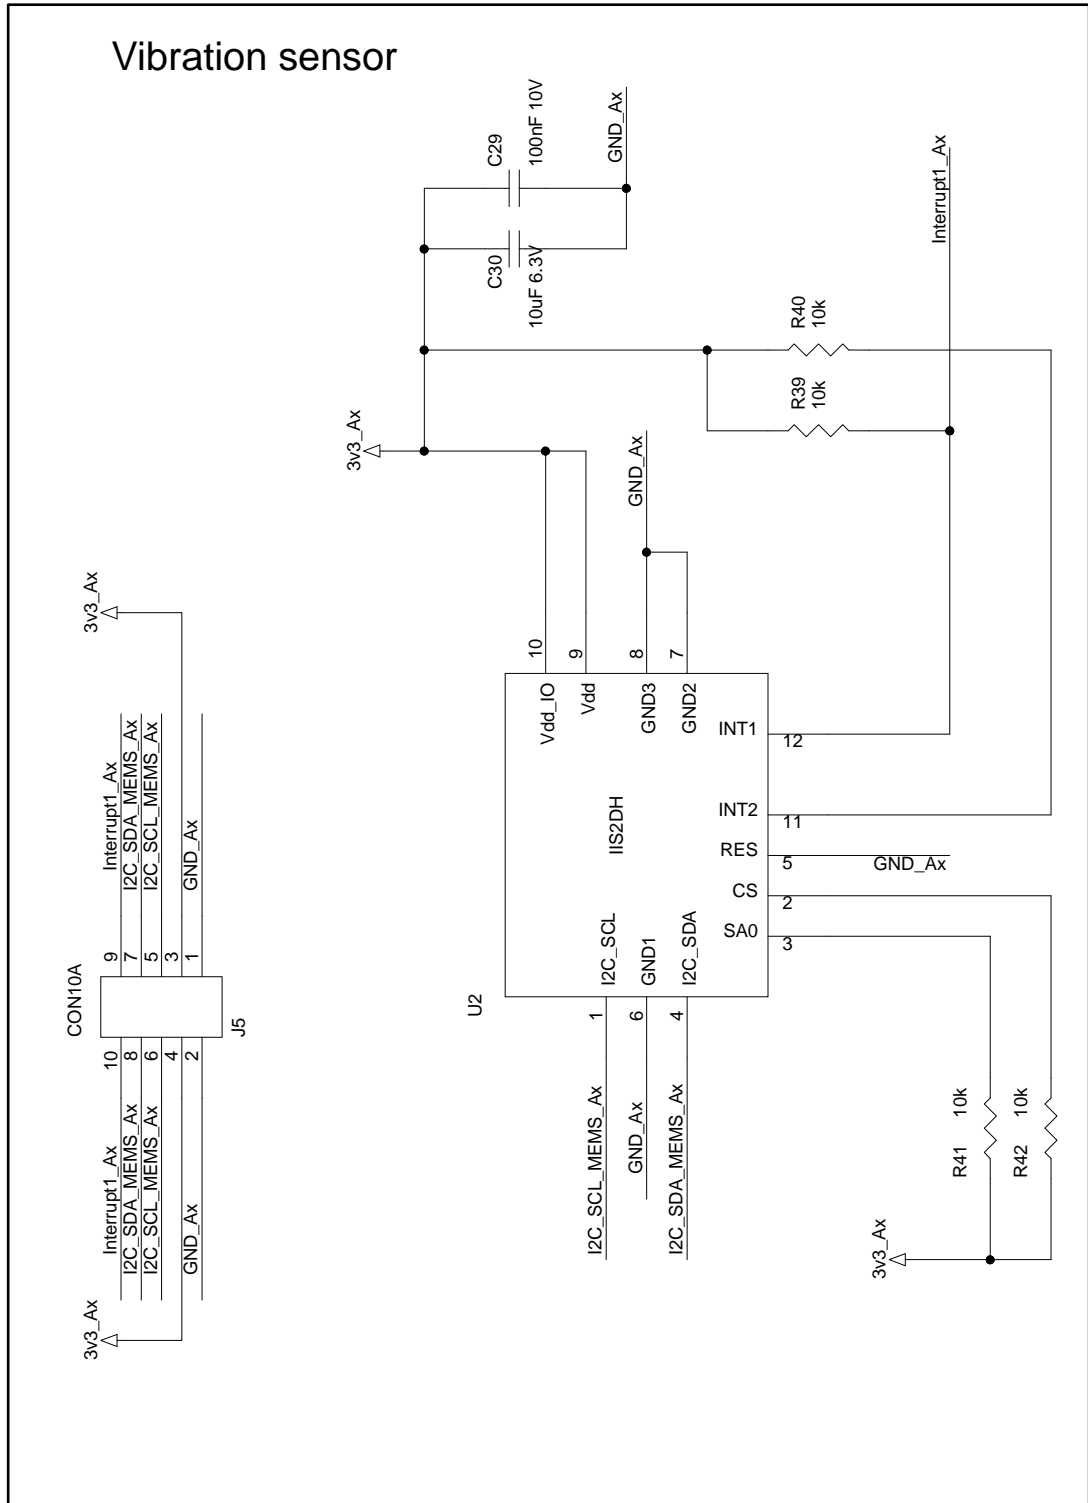 Vibration sensor
C29
100nF 10V
GND_Ax
C30
10uF 6.3V
Interrupt1_Ax
R40
10k
R39
10k
3v3_Ax
GND_Ax
3v3_Ax
10
9
8
7
Vdd_IO
Vdd
GND3
GND2
INT1
12
INT2
11
RES
5
GND_Ax
CS
2
SA0
3
IIS2DH
I2C_SCL
GND1
I2C_SDA
U2
1
6
4
I2C_SCL_MEMS_Ax
GND_Ax
I2C_SDA_MEMS_Ax
Interrupt1_Ax
I2C_SDA_MEMS_Ax
I2C_SCL_MEMS_Ax
GND_Ax
9
7
5
3
1
CON10A
J5
10
8
6
4
2
Interrupt1_Ax
I2C_SDA_MEMS_Ax
I2C_SCL_MEMS_Ax
GND_Ax
3v3_Ax
R41
10k
R42
10k
3v3_Ax